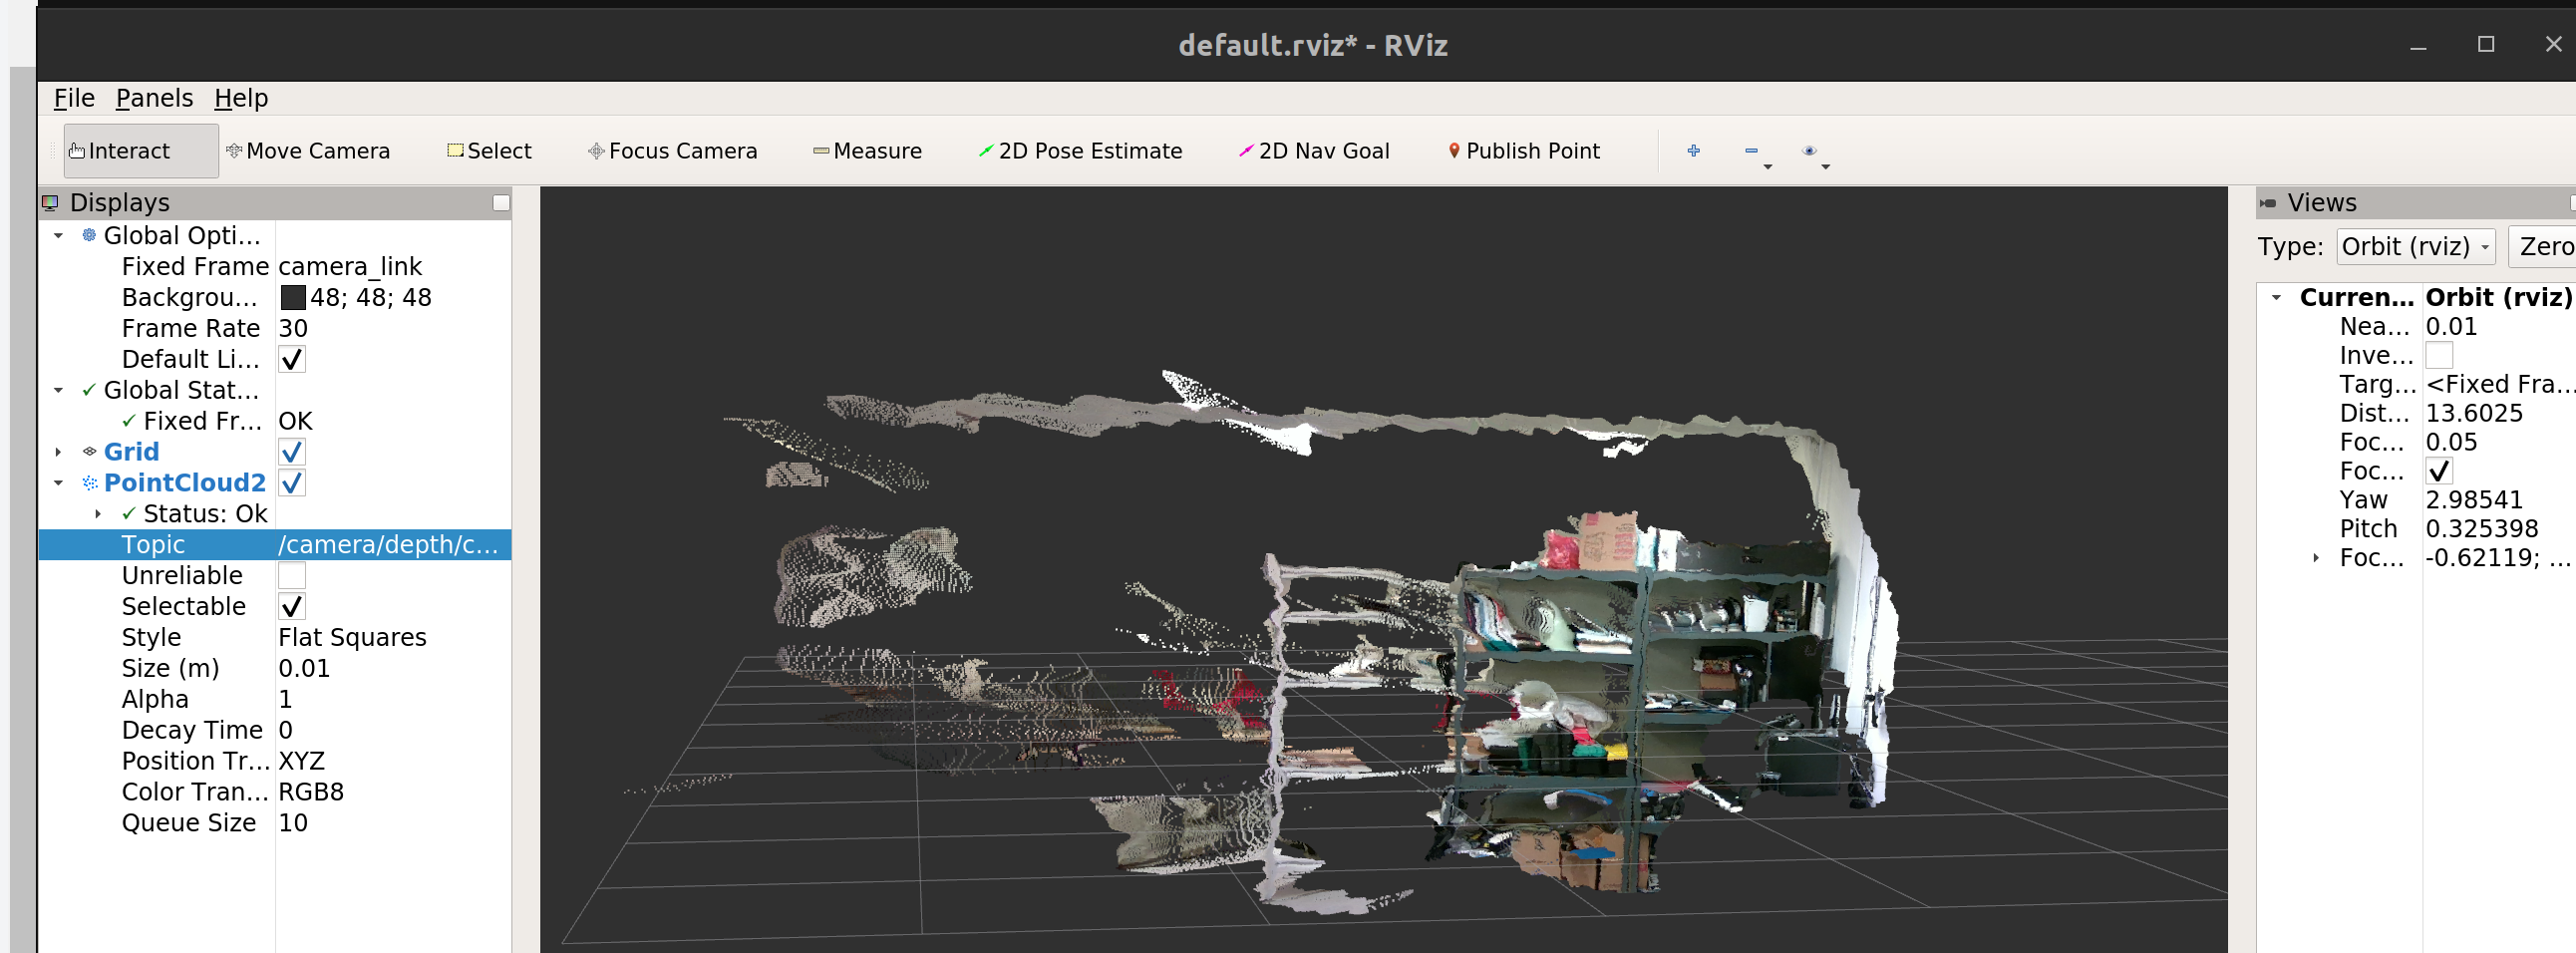 default.rviz* - RViz
File Panels Help
Interact Move Camera Select Focus Camera Measure 2D Pose Estimate 2D Nav Goal Publish Point
Displays
Global Opti...
Fixed Frame camera_link
Backgrou... 48; 48; 48
Frame Rate 30
Default Li...
Global Stat...
Fixed Fr... OK
Grid
PointCloud2
Status: Ok
Topic /camera/depth/c...
Unreliable
Selectable
Style Flat Squares
Size (m) 0.01
Alpha 1
Decay Time 0
Position Tr... XYZ
Color Tran... RGB8
Queue Size 10
Views
Type: Orbit (rviz) Zero
Curren... Orbit (rviz)
Nea... 0.01
Inve...
Targ... <Fixed Fra...
Dist... 13.6025
Foc... 0.05
Foc...
Yaw 2.98541
Pitch 0.325398
Foc... -0.62119; ...